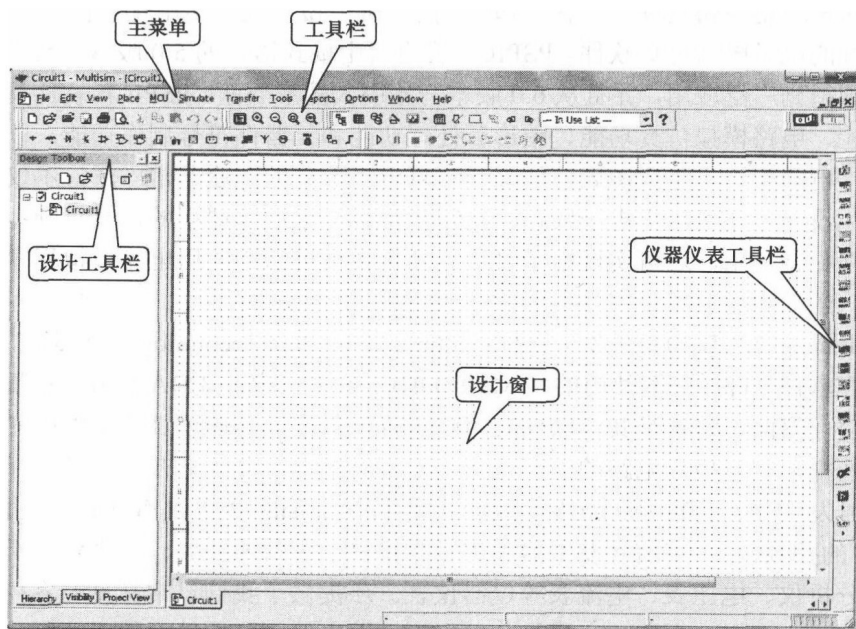 主菜单
工具栏
Circuit1 - Multisim - [Circuit1
File Edit View Place MCU Simulate Transfer Tools Reports Options Window Help
--- In Use List ---
Design Toolbox
Circuit1
Circuit1
设计工具栏
仪器仪表工具栏
设计窗口
Hierarchy Visibility Project View
Circuit1